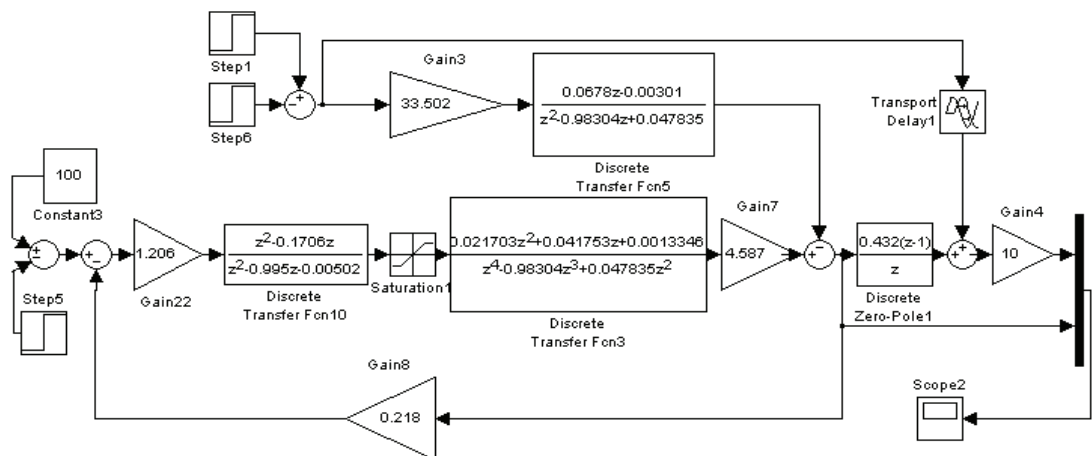 Step1
Step6
Gain3
33.502
0.0678z-0.00301
z²-0.98304z+0.047835
Discrete
Transfer Fcn5
Transport
Delay1
100
Constant3
Step5
1.206
Gain22
z²-0.1706z
z²-0.995z-0.00502
Discrete
Transfer Fcn10
Saturation1
0.021703z²+0.041753z+0.0013346
z⁴-0.98304z³+0.047835z²
Discrete
Transfer Fcn3
Gain7
4.587
0.432(z-1)
z
Discrete
Zero-Pole1
Gain4
10
Gain8
0.218
Scope2